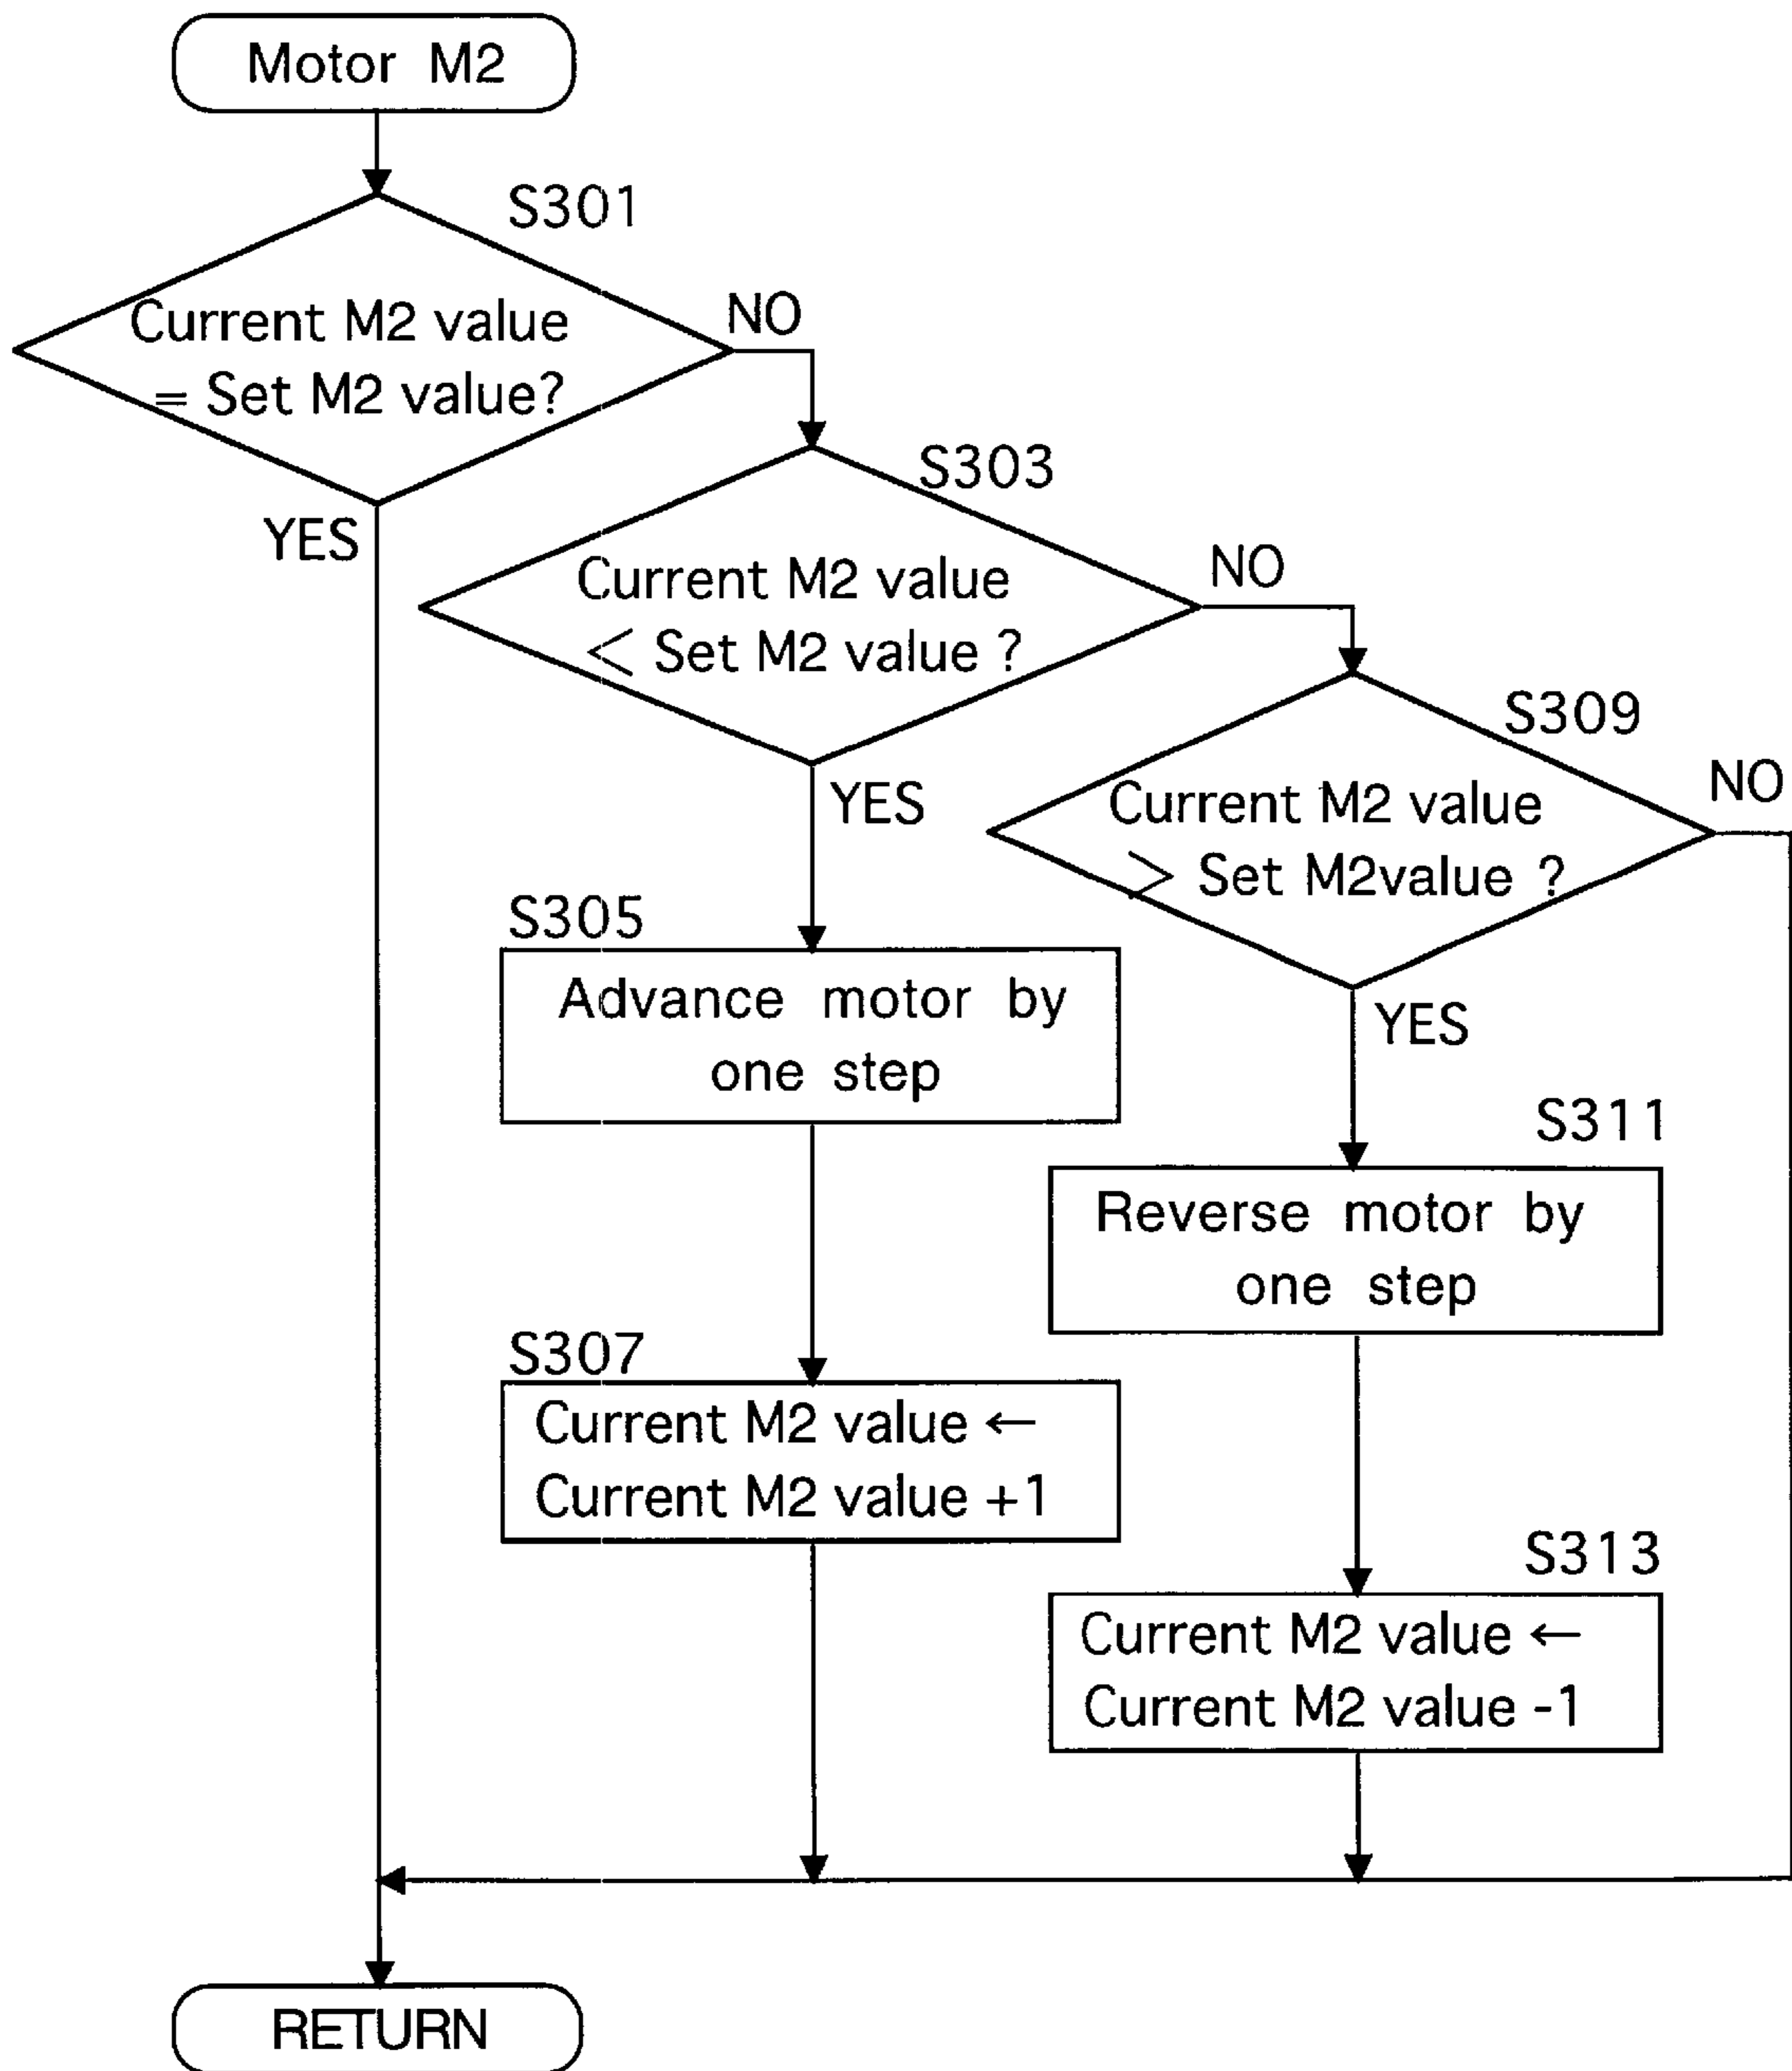 Motor M2
S301
Current M2 value
= Set M2 value?
NO
YES
S303
Current M2 value
< Set M2 value ?
NO
YES
S309
Current M2 value
> Set M2value ?
NO
YES
S305
Advance motor by
one step
S311
Reverse motor by
one step
S307
Current M2 value ←
Current M2 value +1
S313
Current M2 value ←
Current M2 value -1
RETURN